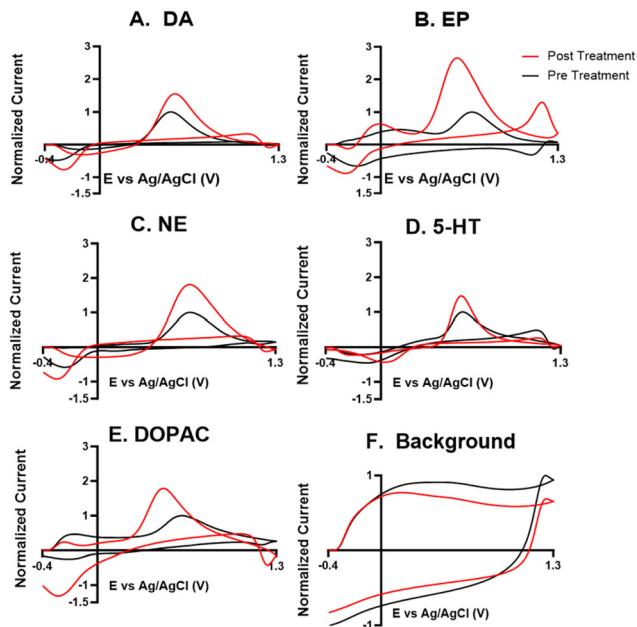 A. DA
Normalized Current
3
2
1
-0.4
1.3
-1
-1.5
E vs Ag/AgCl (V)
B. EP
Normalized Current
3
2
1
-0.4
1.3
-1
-1.5
E vs Ag/AgCl (V)
Post Treatment
Pre Treatment
C. NE
Normalized Current
3
2
1
-0.4
1.3
-1
-1.5
E vs Ag/AgCl (V)
D. 5-HT
Normalized Current
3
2
1
-0.4
1.3
-1
-1.5
E vs Ag/AgCl (V)
E. DOPAC
Normalized Current
3
2
1
-0.4
1.3
-1
-1.5
E vs Ag/AgCl (V)
F. Background
Normalized Current
1
-0.4
1.3
-1
E vs Ag/AgCl (V)